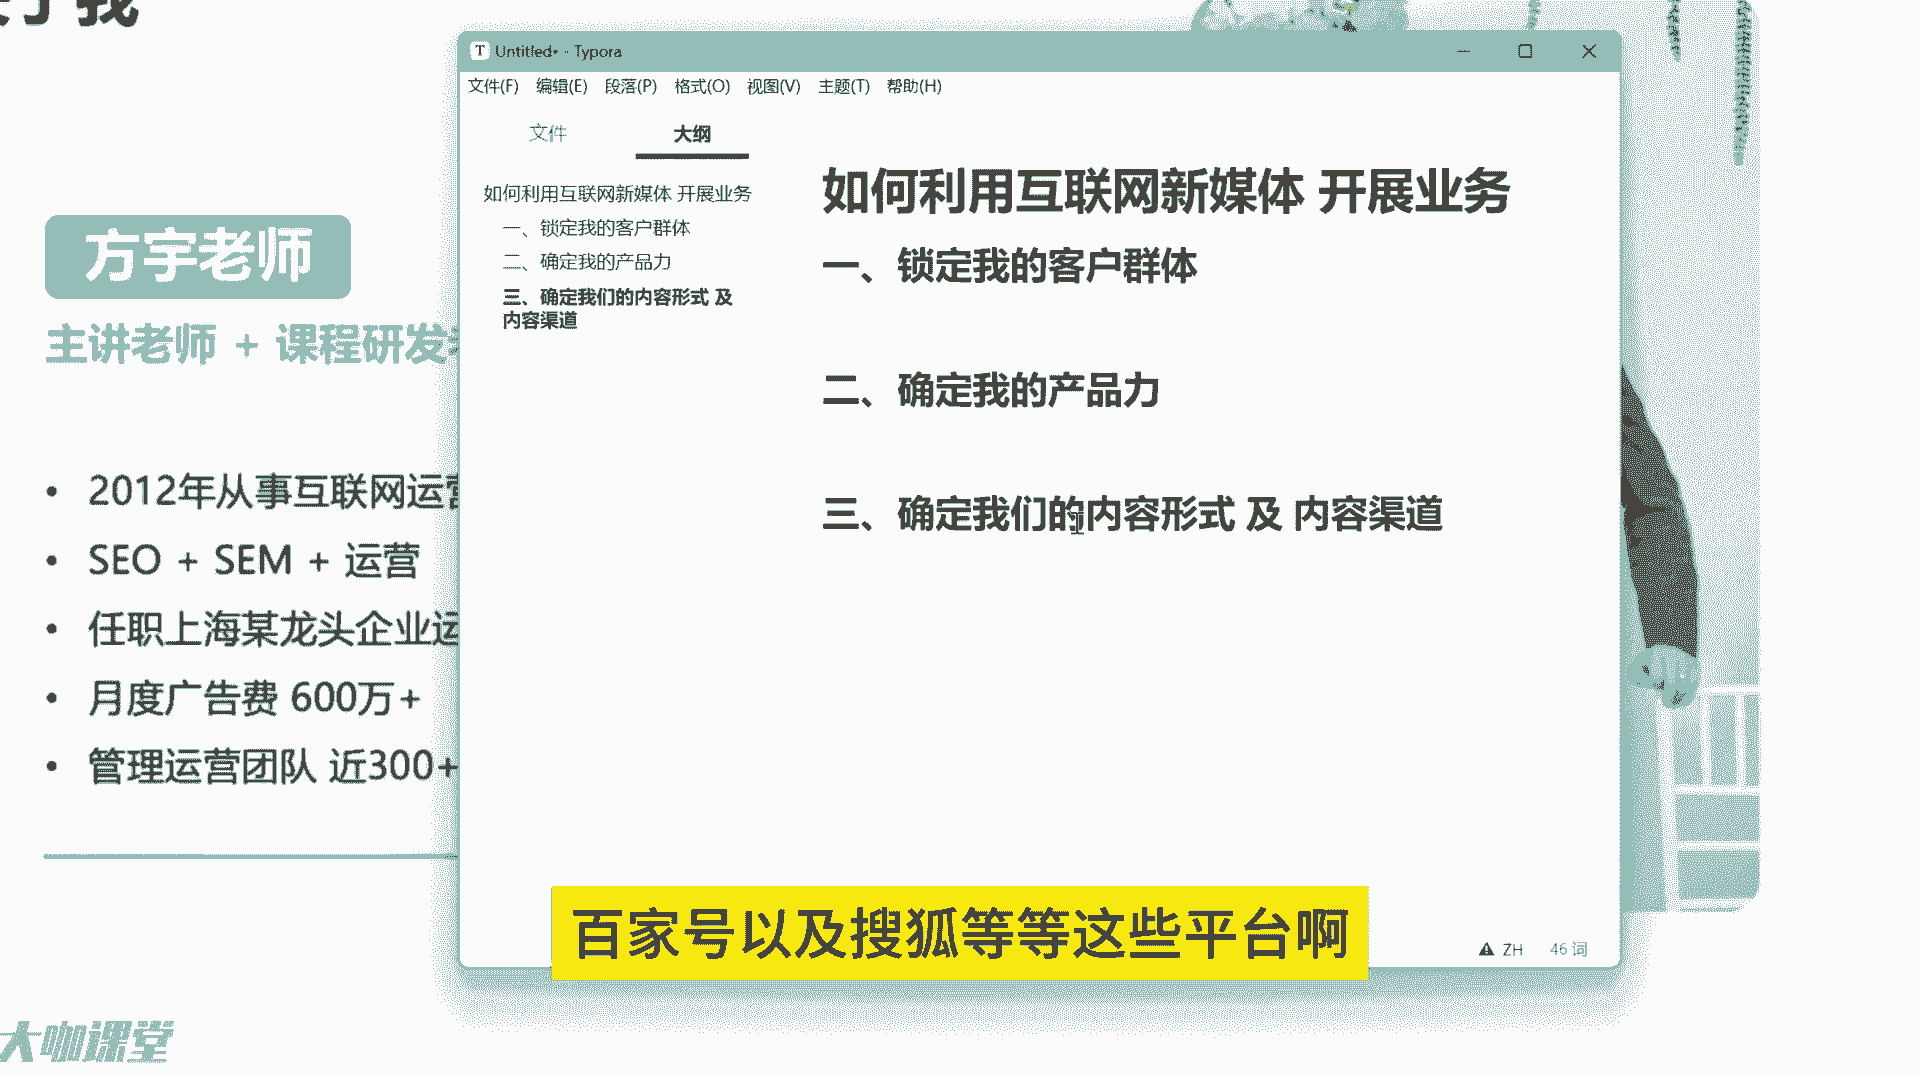 我
Untitled• - Typora
文件(F) 编辑(E) 段落(P) 格式(O) 视图(V) 主题(T) 帮助(H)
文件 大纲
如何利用互联网新媒体 开展业务
一、锁定我的客户群体
二、确定我的产品力
三、确定我们的内容形式 及
内容渠道
如何利用互联网新媒体 开展业务
一、锁定我的客户群体
二、确定我的产品力
三、确定我们的内容形式 及 内容渠道
方宇老师
主讲老师 + 课程研发
• 2012年从事互联网运营
• SEO + SEM + 运营
• 任职上海某龙头企业运
• 月度广告费 600万+
• 管理运营团队 近300+
百家号以及搜狐等等这些平台啊
ZH 46 词
大咖课堂